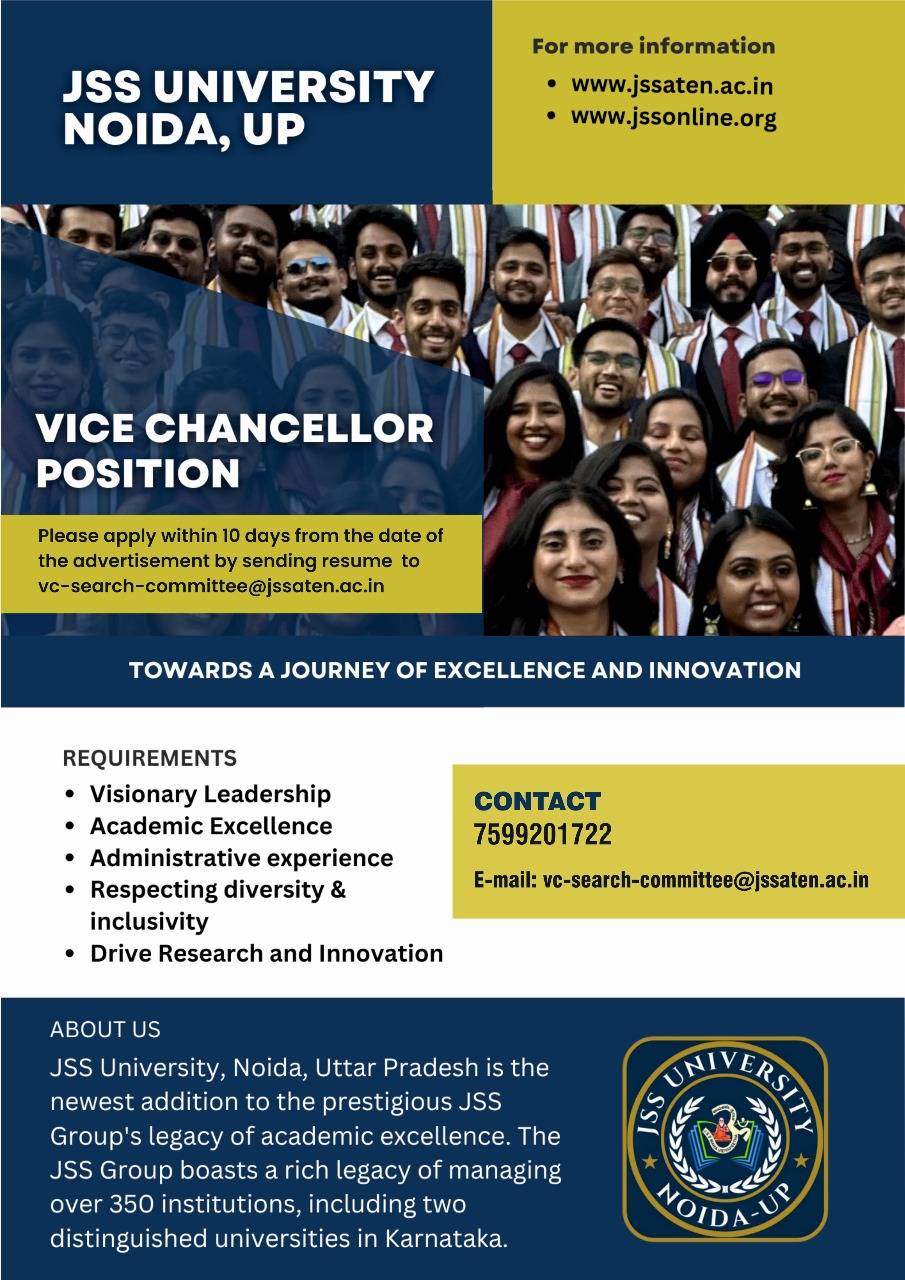 JSS UNIVERSITY
NOIDA, UP
For more information
• www.jssaten.ac.in
• www.jssonline.org
VICE CHANCELLOR
POSITION
Please apply within 10 days from the date of
the advertisement by sending resume to
vc-search-committee@jssaten.ac.in
TOWARDS A JOURNEY OF EXCELLENCE AND INNOVATION
REQUIREMENTS
• Visionary Leadership
• Academic Excellence
• Administrative experience
• Respecting diversity &
inclusivity
• Drive Research and Innovation
CONTACT
7599201722
E-mail: vc-search-committee@jssaten.ac.in
ABOUT US
JSS University, Noida, Uttar Pradesh is the
newest addition to the prestigious JSS
Group's legacy of academic excellence. The
JSS Group boasts a rich legacy of managing
over 350 institutions, including two
distinguished universities in Karnataka.
JSS UNIVERSITY
NOIDA-UP